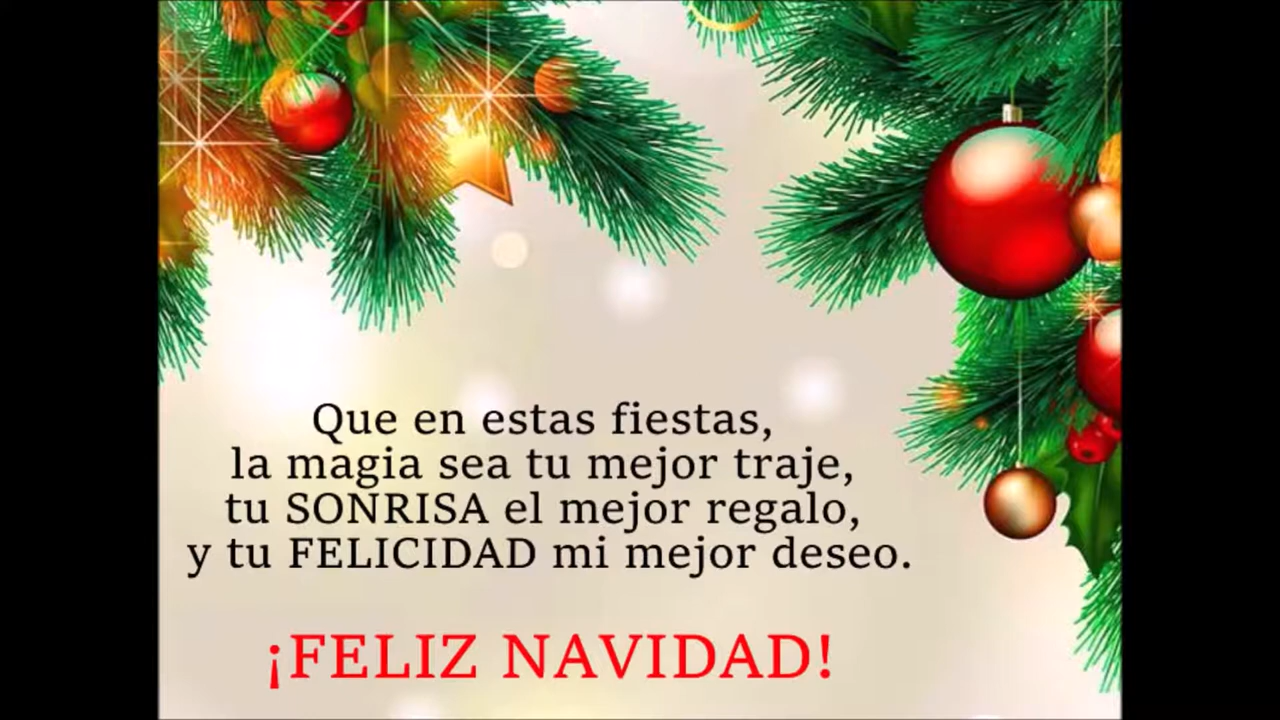 Que en estas fiestas,
la magia sea tu mejor traje,
tu SONRISA el mejor regalo,
y tu FELICIDAD mi mejor deseo.
¡FELIZ NAVIDAD!